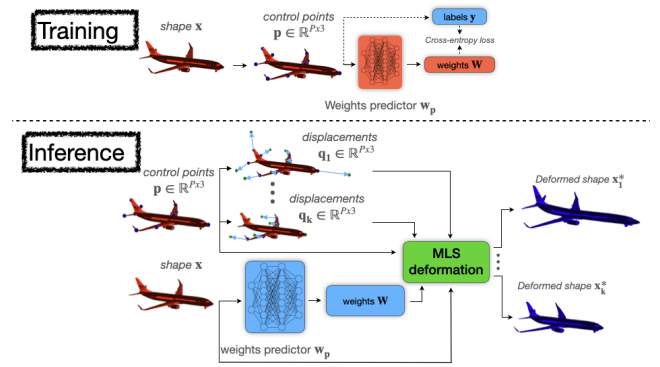 Training
shape x
control points
p ∈ ℝ^{Px3}
labels y
Cross-entropy loss
weights W
Weights predictor w_p
Inference
control points
p ∈ ℝ^{Px3}
displacements
q_1 ∈ ℝ^{Px3}
displacements
q_k ∈ ℝ^{Px3}
shape x
weights W
weights predictor w_p
MLS
deformation
Deformed shape x_1^*
Deformed shape x_k^*